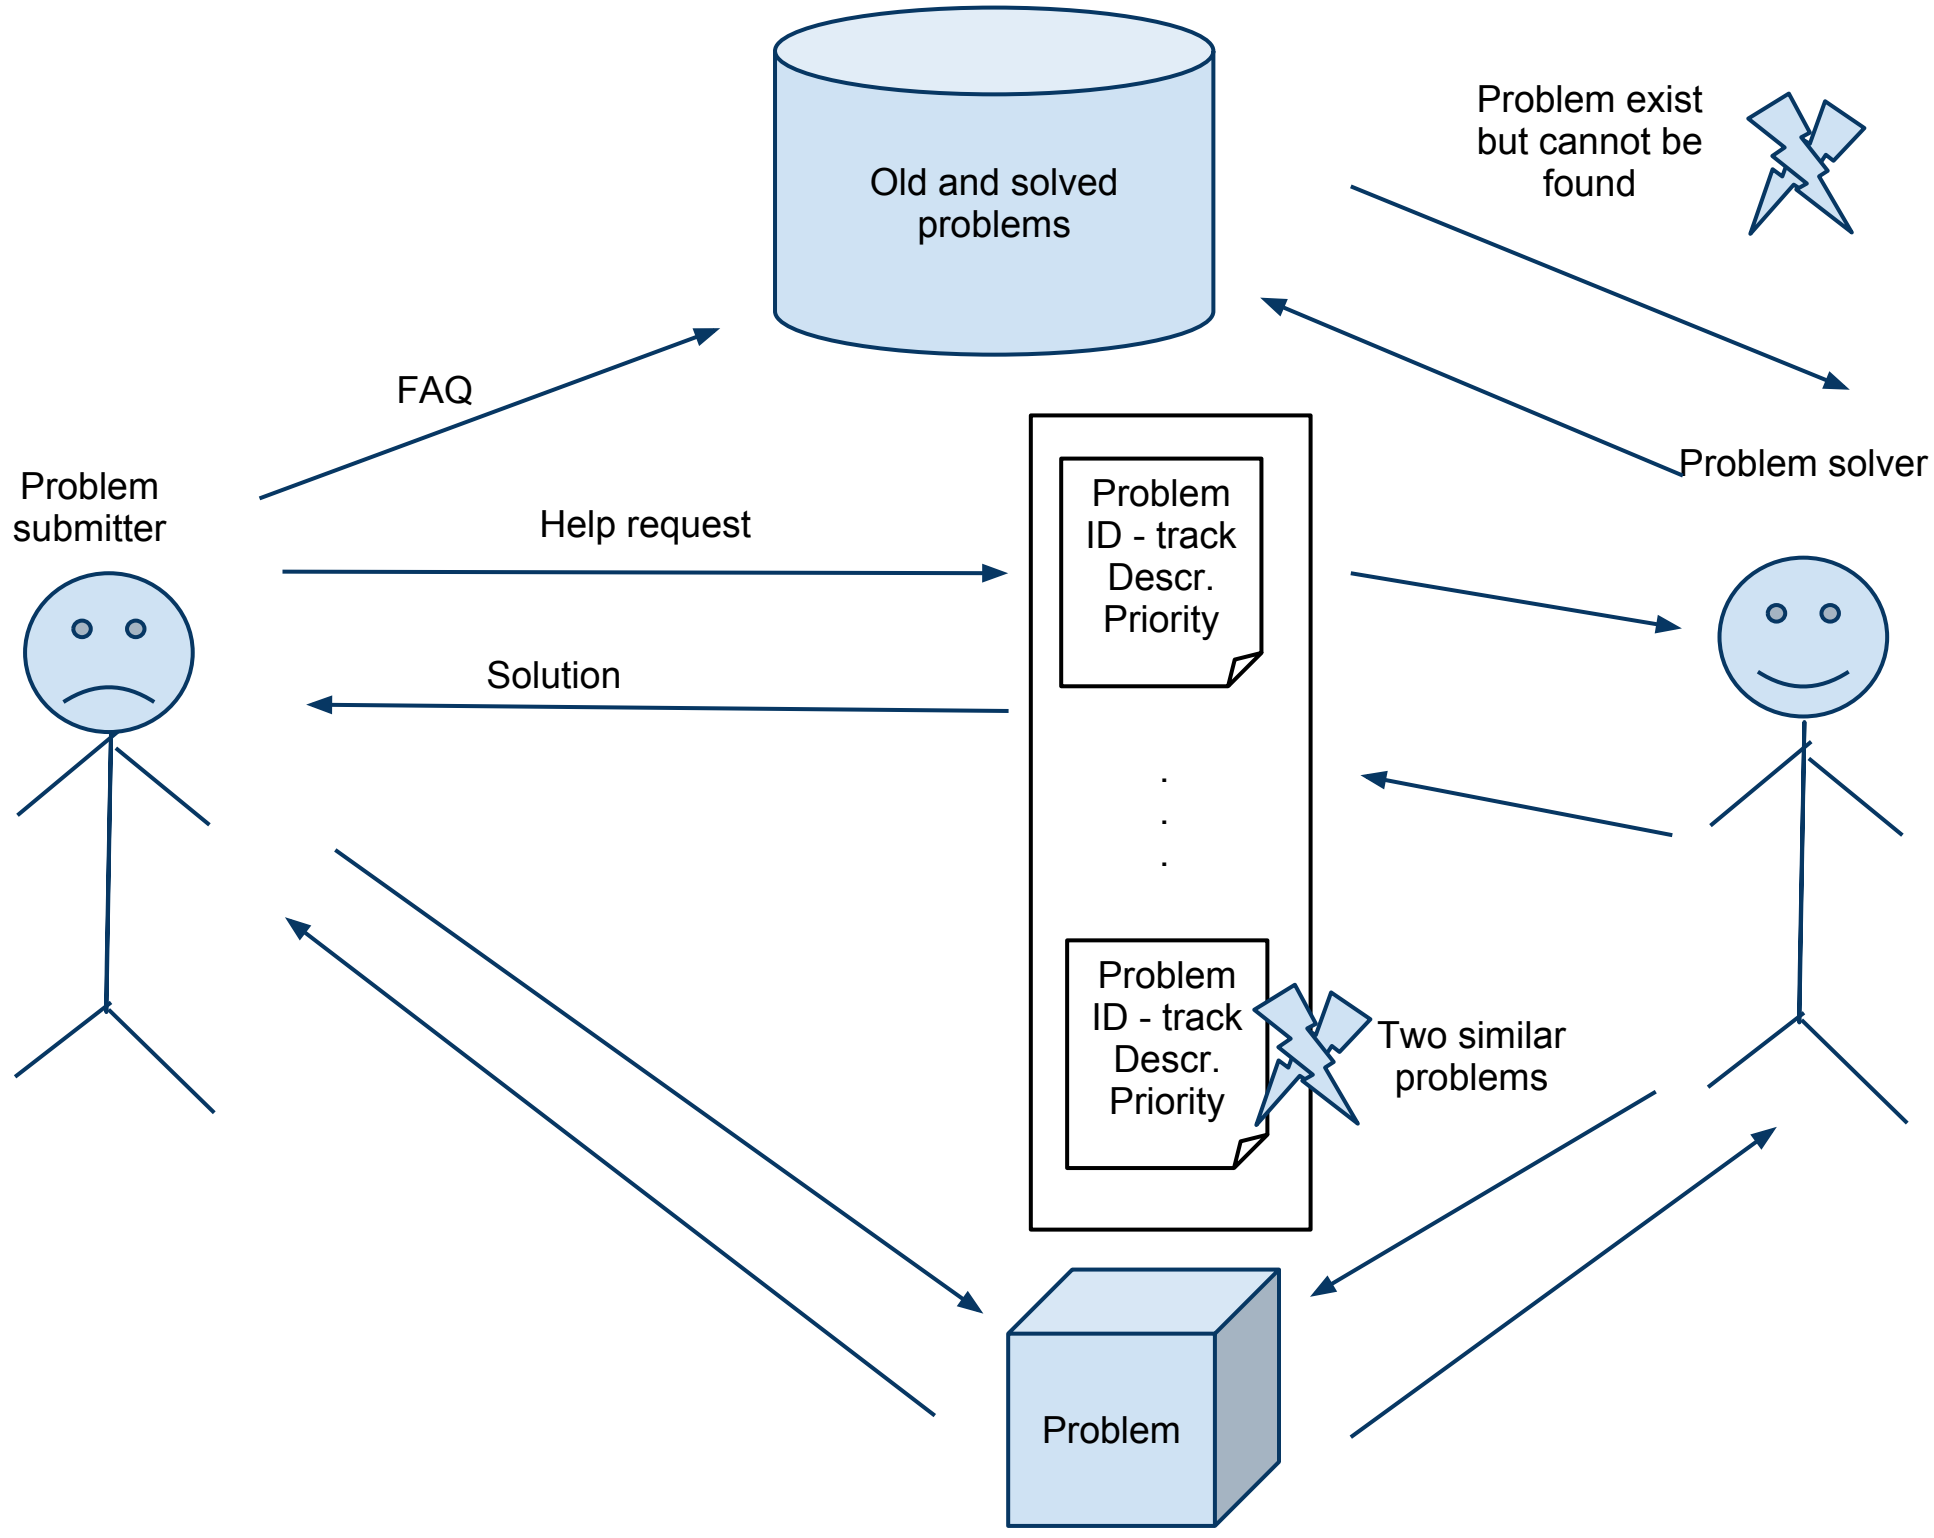 Old and solved
problems
Problem exist
but cannot be
found
FAQ
Problem
submitter
Help request
Problem
ID - track
Descr.
Priority
Problem solver
Solution
.
.
.
Problem
ID - track
Descr.
Priority
Two similar
problems
Problem